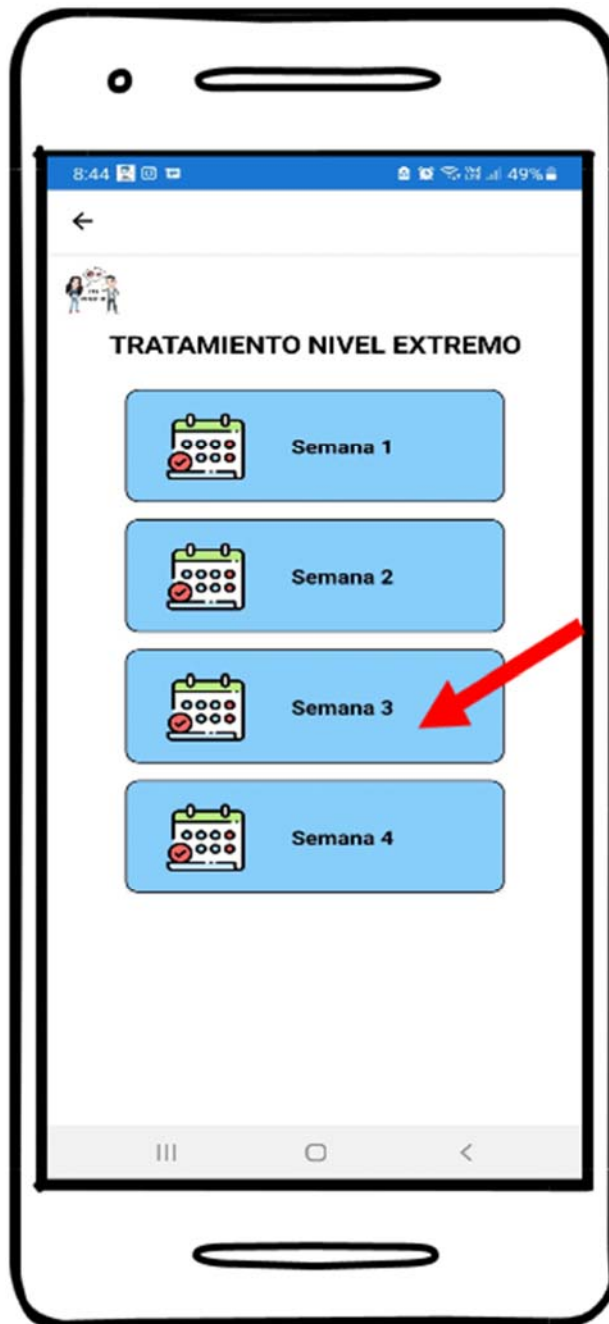 8:44
49%
TRATAMIENTO NIVEL EXTREMO
Semana 1
Semana 2
Semana 3
Semana 4